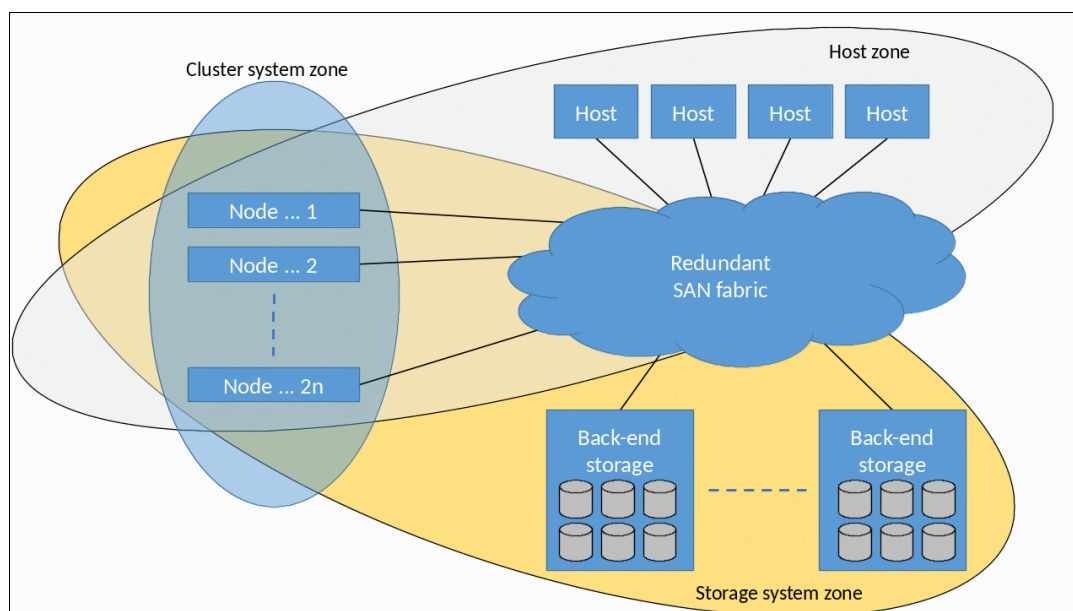 Host zone
Cluster system zone
Host
Host
Host
Host
Node ... 1
Node ... 2
Node ... 2n
Redundant
SAN fabric
Back-end
storage
Back-end
storage
Storage system zone